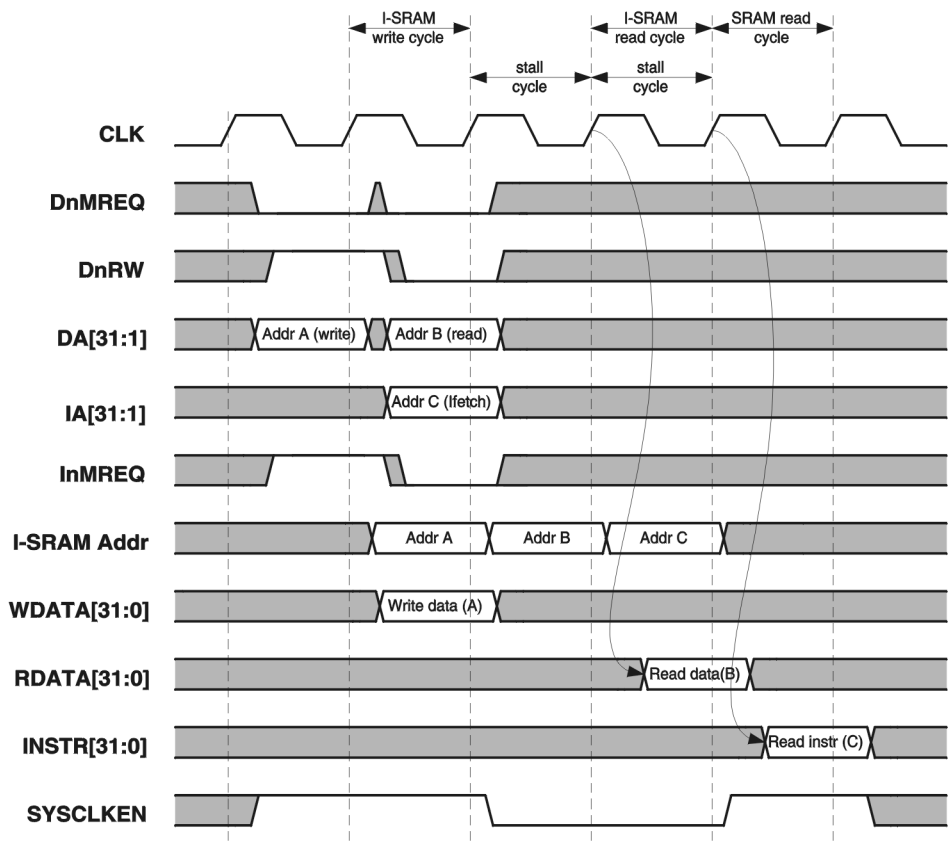 I-SRAM
write cycle
I-SRAM
read cycle
SRAM read
cycle
stall
cycle
stall
cycle
CLK
DnMREQ
DnRW
DA[31:1]
Addr A (write)
Addr B (read)
IA[31:1]
Addr C (Ifetch)
InMREQ
I-SRAM Addr
Addr A
Addr B
Addr C
WDATA[31:0]
Write data (A)
RDATA[31:0]
Read data(B)
INSTR[31:0]
Read instr (C)
SYSCLKEN